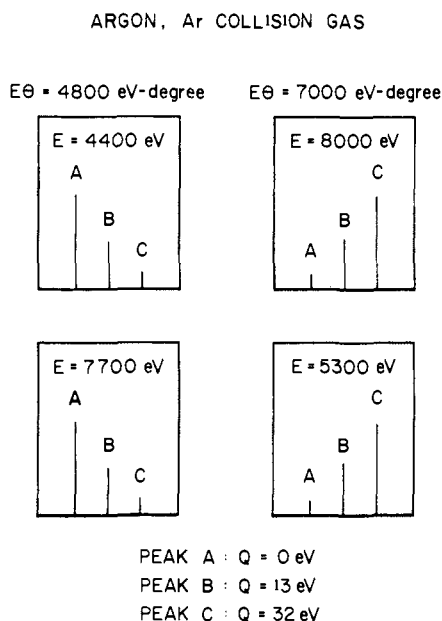 ARGON, Ar COLLISION GAS
EΘ = 4800 eV-degree
EΘ = 7000 eV-degree
E = 4400 eV
A
B
C
E = 8000 eV
A
B
C
E = 7700 eV
A
B
C
E = 5300 eV
A
B
C
PEAK A : Q = 0 eV
PEAK B : Q = 13 eV
PEAK C : Q = 32 eV